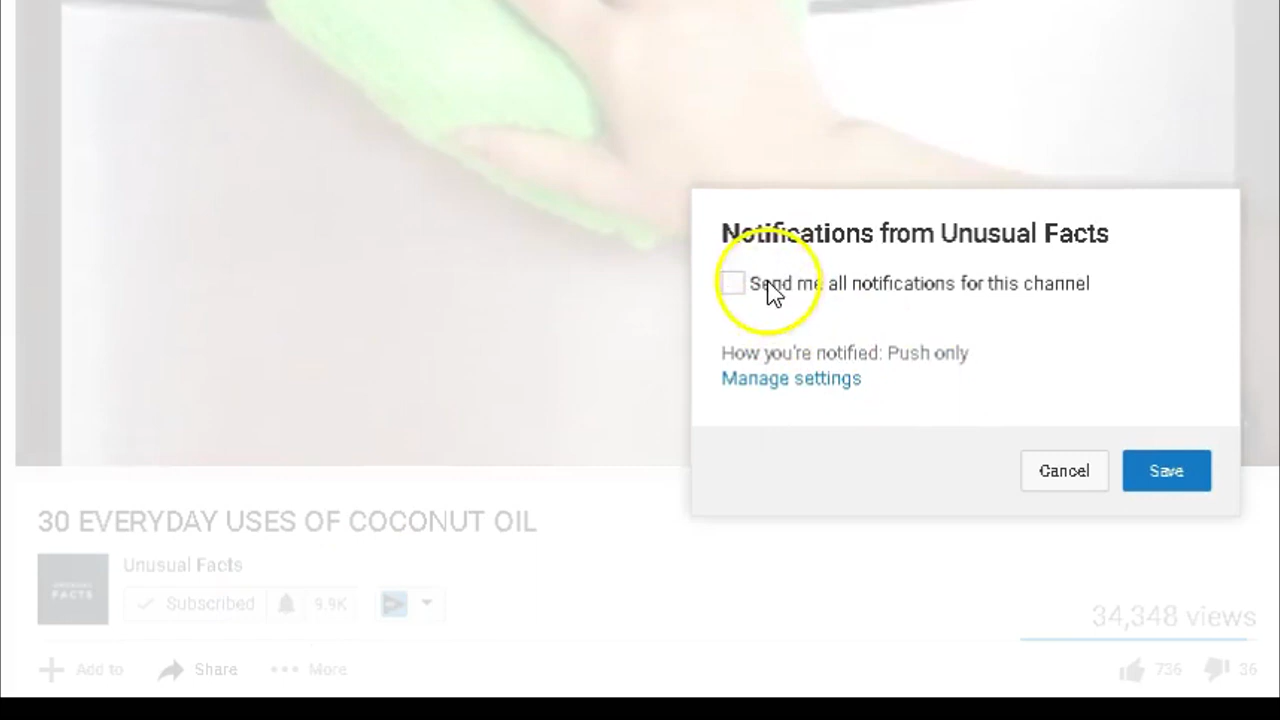 Notifications from Unusual Facts
Send me all notifications for this channel
How you're notified: Push only
Manage settings
Cancel
Save
30 EVERYDAY USES OF COCONUT OIL
FACTS
Unusual Facts
Subscribed
9.9K
34,348 views
Add to
Share
More
736
36